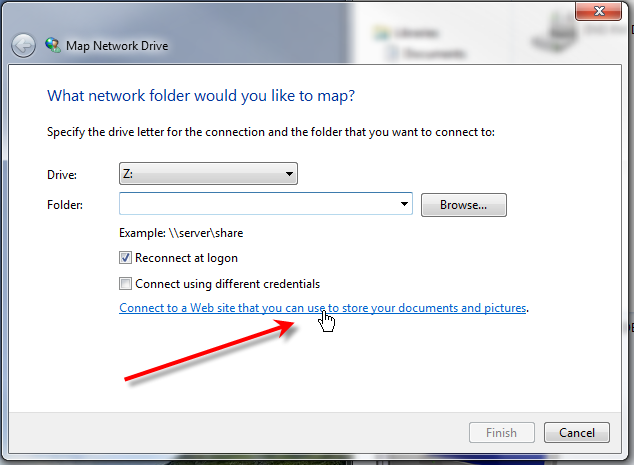 Libraries
Documents
Map Network Drive
What network folder would you like to map?
Specify the drive letter for the connection and the folder that you want to connect to:
Drive: Z:
Folder: Browse...
Example: \\server\share
Reconnect at logon
Connect using different credentials
Connect to a Web site that you can use to store your documents and pictures.
Finish Cancel